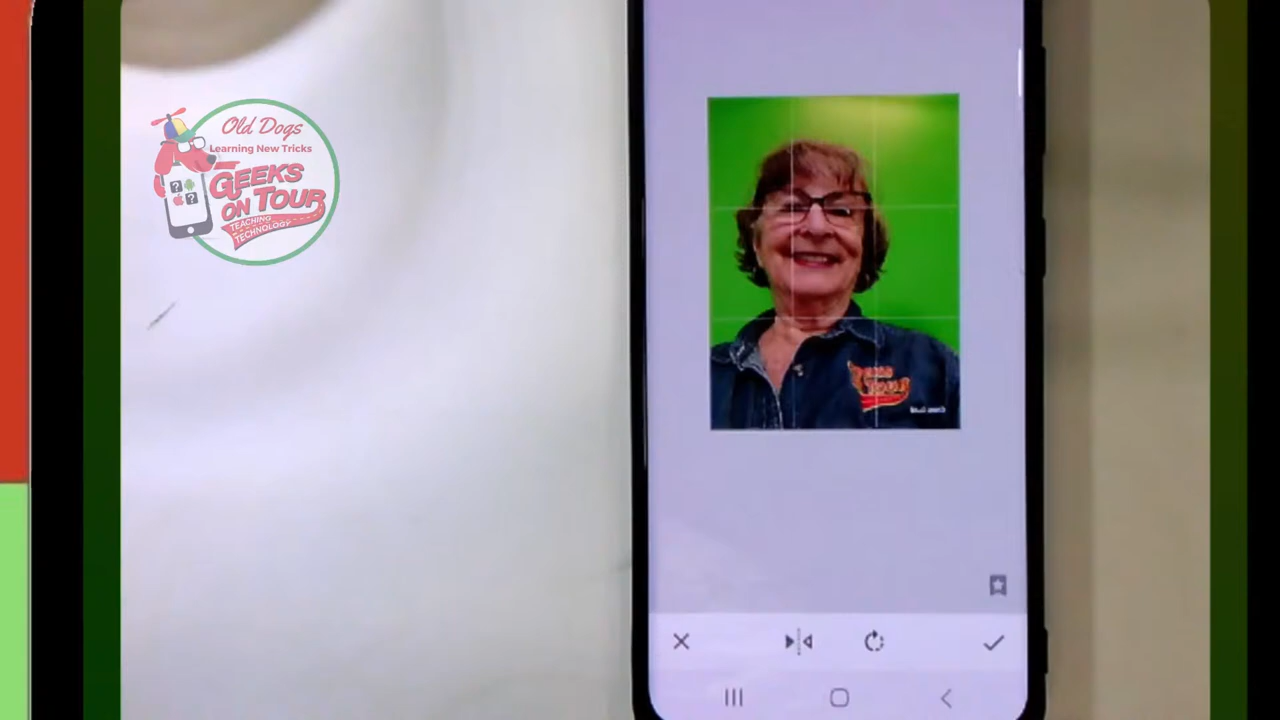 Old Dogs
Learning New Tricks
GEEKS
ON TOUR
TEACHING
TECHNOLOGY